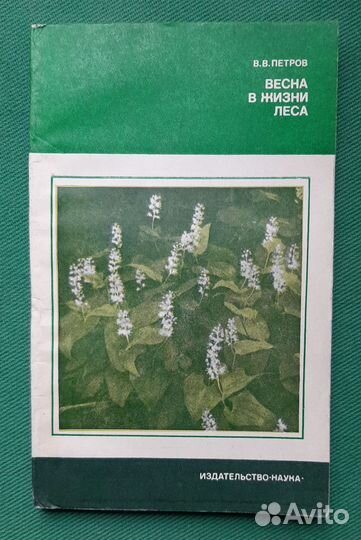 В.В.ПЕТРОВ
ВЕСНА
В ЖИЗНИ
ЛЕСА
ИЗДАТЕЛЬСТВО·НАУКА·
Avito